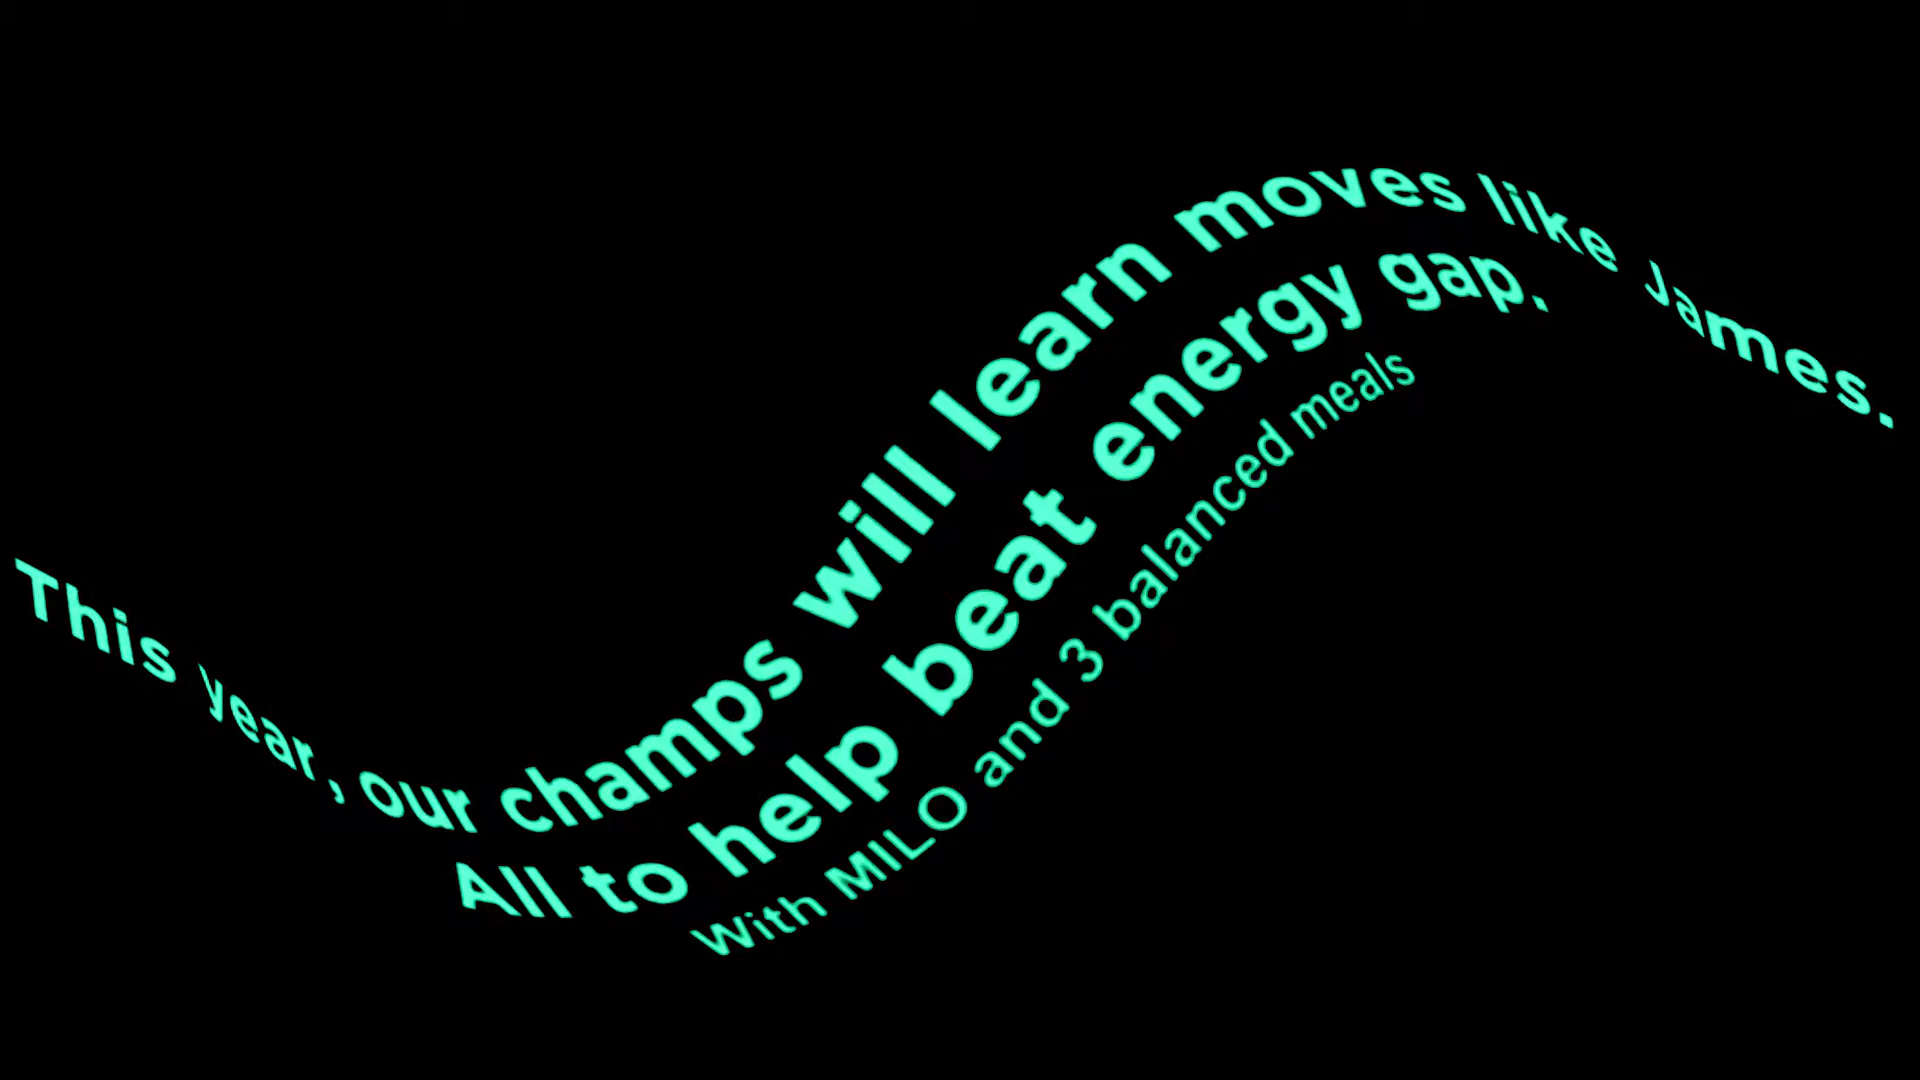 This year, our champs will learn moves like James.
All to help beat energy gap.
With MILO and 3 balanced meals